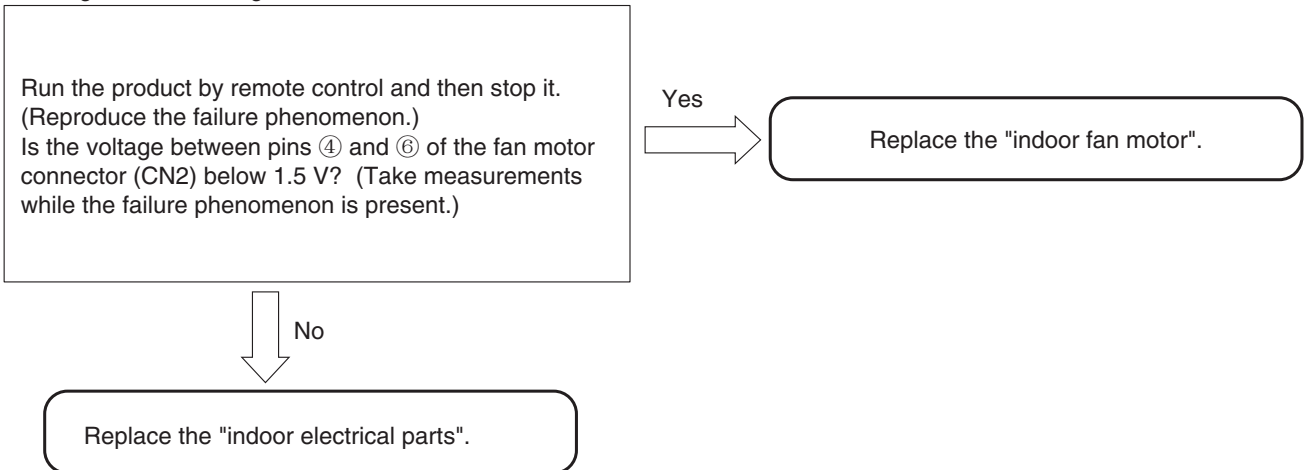 Run the product by remote control and then stop it.
(Reproduce the failure phenomenon.)
Is the voltage between pins ④ and ⑥ of the fan motor
connector (CN2) below 1.5 V? (Take measurements
while the failure phenomenon is present.)
Yes
Replace the "indoor fan motor".
No
Replace the "indoor electrical parts".